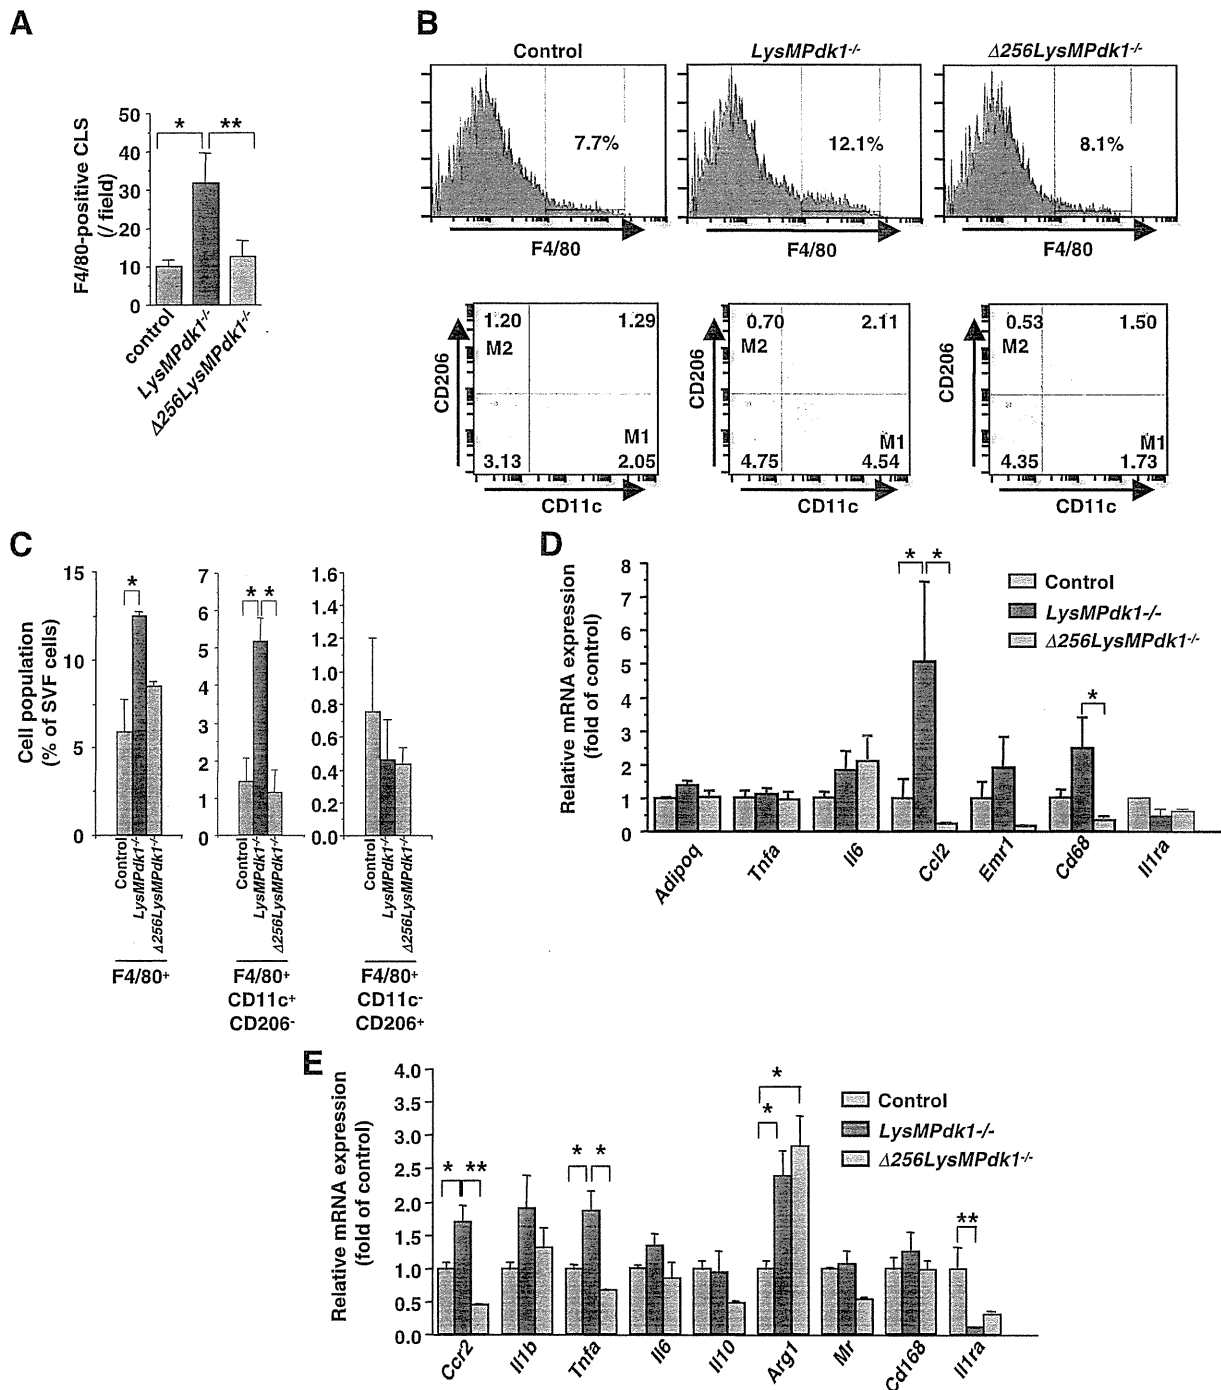 A
F4/80-positive CLS
(/ field)
50
40
30
20
10
0
*
**
control
LysMPdk1-/-
Δ256LysMPdk1-/-
B
Control
LysMPdk1-/-
Δ256LysMPdk1-/-
7.7%
12.1%
8.1%
F4/80
F4/80
F4/80
CD206
1.20
1.29
M2
M1
3.13
2.05
CD11c
CD206
0.70
2.11
M2
M1
4.75
4.54
CD11c
CD206
0.53
1.50
M2
M1
4.35
1.73
CD11c
C
Cell population
(% of SVF cells)
15
10
5
0
*
Control
LysMPdk1-/-
Δ256LysMPdk1-/-
F4/80+
7
6
5
4
3
2
1
0
*
*
Control
LysMPdk1-/-
Δ256LysMPdk1-/-
F4/80+
CD11c+
CD206-
1.6
1.4
1.2
1.0
0.8
0.6
0.4
0.2
0.0
Control
LysMPdk1-/-
Δ256LysMPdk1-/-
F4/80+
CD11c-
CD206+
D
Relative mRNA expression
(fold of control)
8
7
6
5
4
3
2
1
0
*
*
*
Control
LysMPdk1-/-
Δ256LysMPdk1-/-
Adipoq
Tnfa
Il6
Ccl2
Emr1
Cd68
Il1ra
E
Relative mRNA expression
(fold of control)
4.0
3.5
3.0
2.5
2.0
1.5
1.0
0.5
0.0
*
**
*
*
*
*
**
Control
LysMPdk1-/-
Δ256LysMPdk1-/-
Ccr2
Il1b
Tnfa
Il6
Il10
Arg1
Mr
Cd168
Il1ra